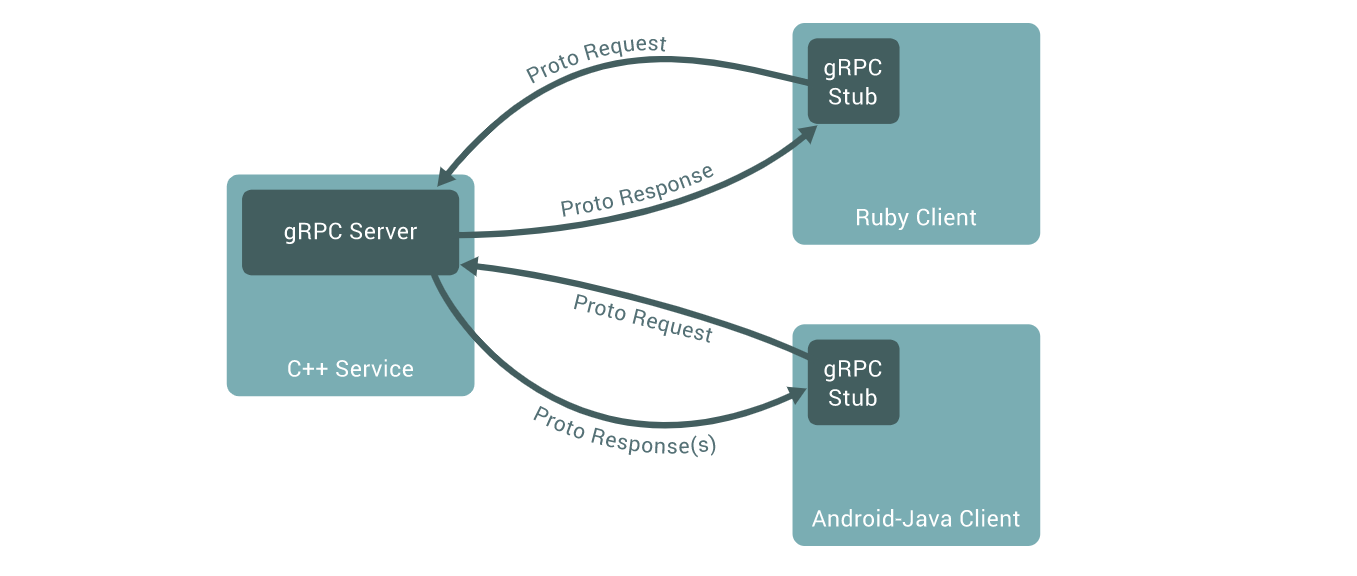 Proto Request
gRPC
Stub
Proto Response
Ruby Client
gRPC Server
C++ Service
Proto Request
gRPC
Stub
Proto Response(s)
Android-Java Client